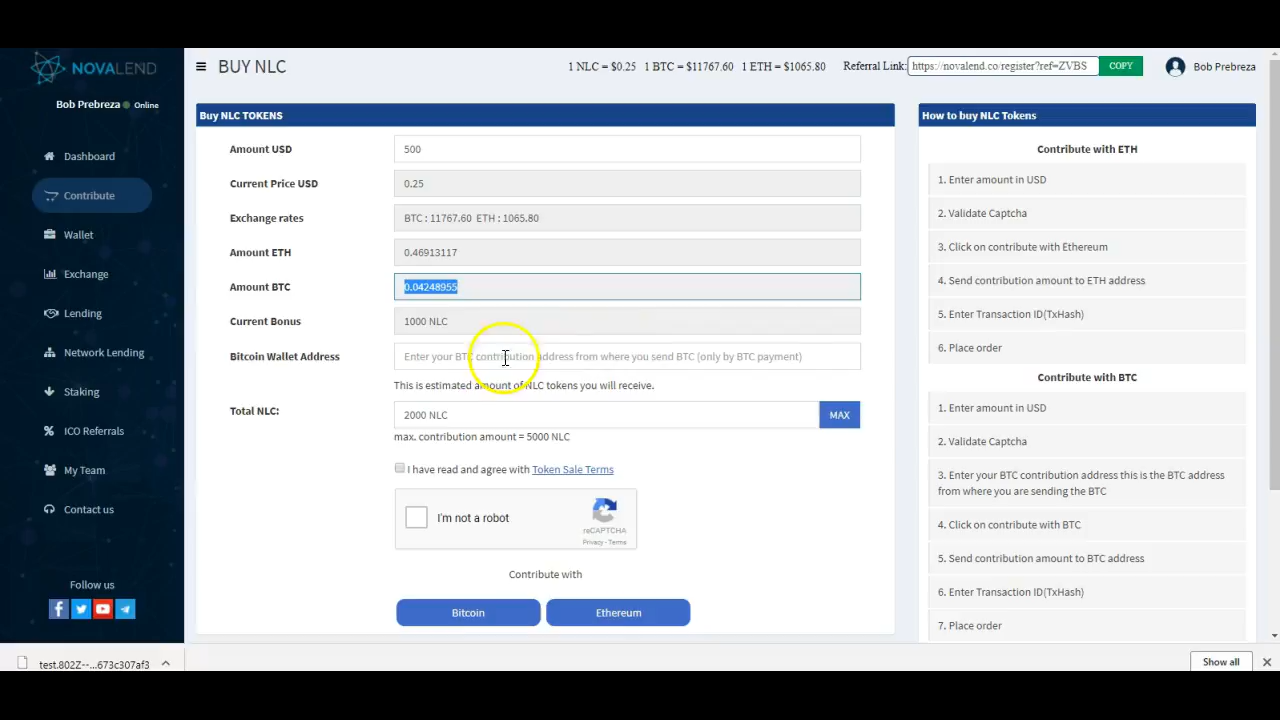 NOVALEND
Bob Prebreza Online
Dashboard
Contribute
Wallet
Exchange
Lending
Network Lending
Staking
ICO Referrals
My Team
Contact us
Follow us
BUY NLC
1 NLC = $0.25 1 BTC = $11767.60 1 ETH = $1065.80
Referral Link: https://novalend.co/register?ref=ZVBS COPY
Bob Prebreza
Buy NLC TOKENS
Amount USD 500
Current Price USD 0.25
Exchange rates BTC : 11767.60 ETH : 1065.80
Amount ETH 0.46913117
Amount BTC 0.04248955
Current Bonus 1000 NLC
Bitcoin Wallet Address Enter your BTC contribution address from where you send BTC (only by BTC payment)
This is estimated amount of NLC tokens you will receive.
Total NLC: 2000 NLC MAX
max. contribution amount = 5000 NLC
I have read and agree with Token Sale Terms
I'm not a robot
reCAPTCHA
Privacy - Terms
Contribute with
Bitcoin Ethereum
How to buy NLC Tokens
Contribute with ETH
1. Enter amount in USD
2. Validate Captcha
3. Click on contribute with Ethereum
4. Send contribution amount to ETH address
5. Enter Transaction ID(TxHash)
6. Place order
Contribute with BTC
1. Enter amount in USD
2. Validate Captcha
3. Enter your BTC contribution address this is the BTC address
from where you are sending the BTC
4. Click on contribute with BTC
5. Send contribution amount to BTC address
6. Enter Transaction ID(TxHash)
7. Place order
test.802Z--...673c307af3
Show all